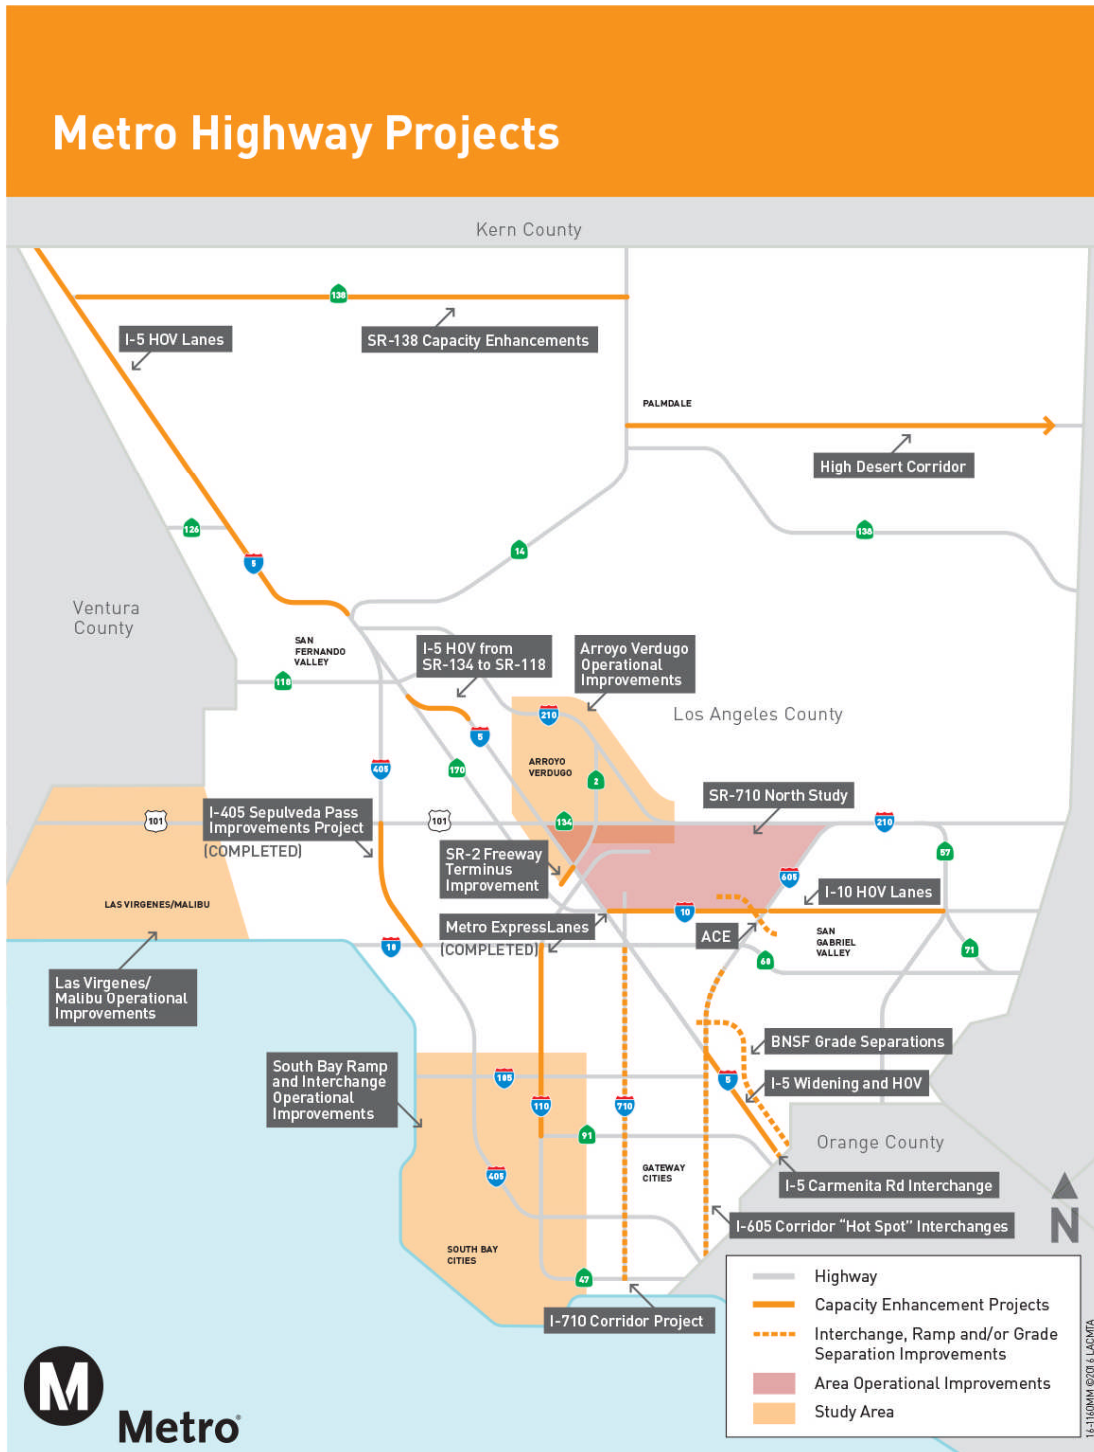 Metro Highway Projects
Kern County
138
I-5 HOV Lanes
SR-138 Capacity Enhancements
PALMDALE
High Desert Corridor
126
5
14
138
Ventura
County
SAN
FERNANDO
VALLEY
I-5 HOV from
SR-134 to SR-118
Arroyo Verdugo
Operational
Improvements
118
210
Los Angeles County
5
ARROYO
VERDUGO
405
170
2
SR-710 North Study
101
I-405 Sepulveda Pass
Improvements Project
(COMPLETED)
101
134
210
57
SR-2 Freeway
Terminus
Improvement
605
I-10 HOV Lanes
LAS VIRGENES/MALIBU
10
Metro ExpressLanes
(COMPLETED)
ACE
SAN
GABRIEL
VALLEY
10
60
71
Las Virgenes/
Malibu Operational
Improvements
BNSF Grade Separations
South Bay Ramp
and Interchange
Operational
Improvements
105
5
I-5 Widening and HOV
110
710
91
Orange County
GATEWAY
CITIES
405
I-5 Carmenita Rd Interchange
N
I-605 Corridor “Hot Spot” Interchanges
SOUTH BAY
CITIES
47
I-710 Corridor Project
Highway
Capacity Enhancement Projects
Interchange, Ramp and/or Grade
Separation Improvements
Area Operational Improvements
Study Area
M
Metro®
16-1160MM ©2016 LACMTA